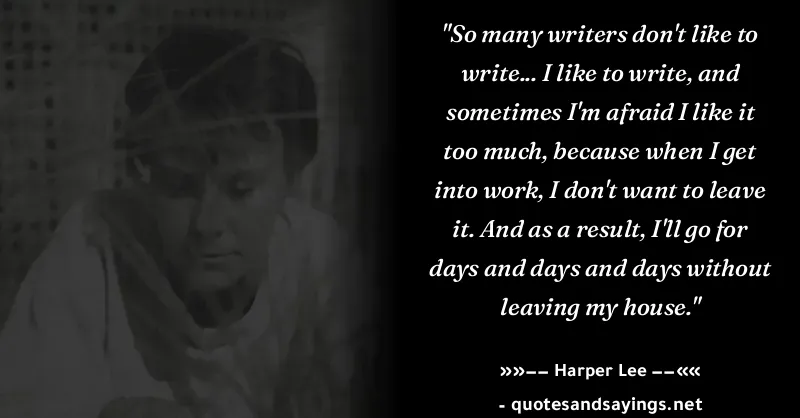 "So many writers don't like to
write... I like to write, and
sometimes I'm afraid I like it
too much, because when I get
into work, I don't want to leave
it. And as a result, I'll go for
days and days and days without
leaving my house."
»»–– Harper Lee ––««
- quotesandsayings.net